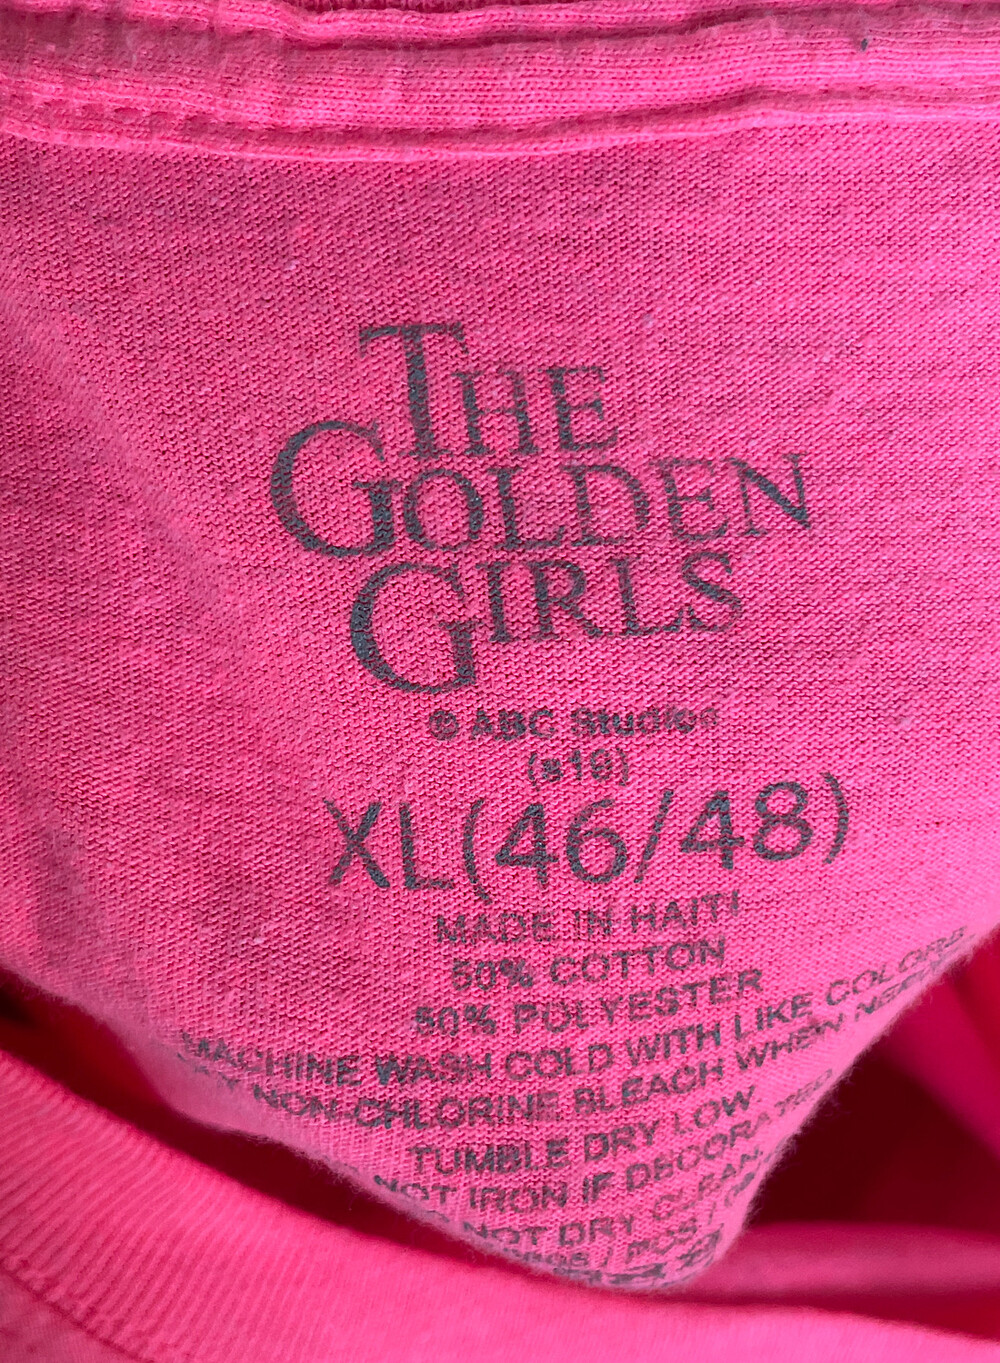 THE
GOLDEN
GIRLS
© ABC Studios
(s19)
XL(46/48)
MADE IN HAITI
50% COTTON
50% POLYESTER
MACHINE WASH COLD WITH LIKE COLORS
NON-CHLORINE BLEACH WHEN
TUMBLE DRY LOW.
NOT IRON IF DECORATED
NOT DRY CLEAN.